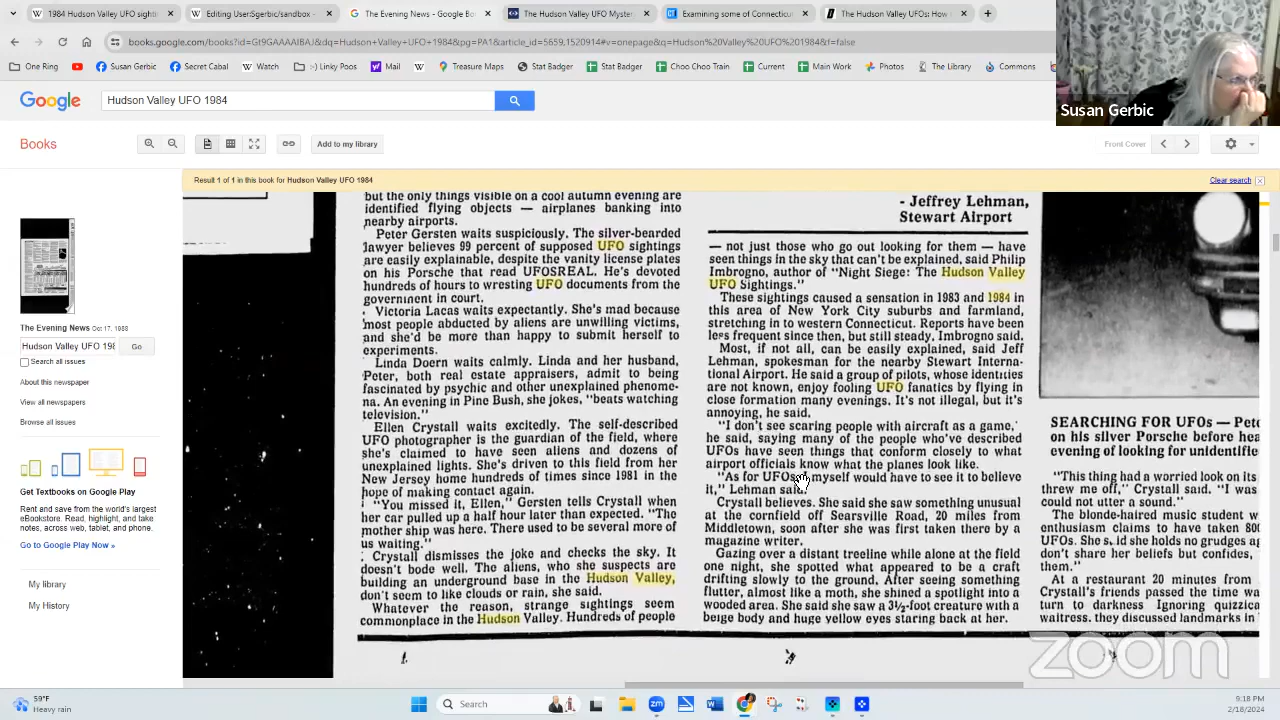 Wikipedia:UFO sighti
Editing UserSgerbic/sandbox -
The Evening News - Google Bo
The Hudson Valley UFO Myster
Examining some of Connecticut
The Hudson Valley UFOs: How
books.google.com/books?id=Gt9GAAAAIBAJ&dq=Hudson+Valley+UFO+1984&pg=PA1&article_id=5659,1520914#v=onepage&q=Hudson%20Valley%20UFO%201984&f=false
One Ring
Susan Gerbic
Secret Cabal
Watch
:-) Linky Pooi
Mail
Treasure Maps
Stat Badger
Stat Badger
Choo Choo Train
Current
Main Work
Photos
The Library
Commons
Susan Gerbic
Google
Hudson Valley UFO 1984
Books
Add to my library
Front Cover
Result 1 of 1 in this book for Hudson Valley UFO 1984
Clear search
The Evening News Oct 17, 1988
Hudson Valley UFO 198
Go
Search all issues
About this newspaper
View all newspapers
Browse all issues
Get Textbooks on Google Play
Rent and save from the world's largest
eBookstore. Read, highlight, and take
notes, across web, tablet, and phone.
Go to Google Play Now »
My library
My History
but the only things visible on a cool autumn evening are
identified flying objects — airplanes banking into
nearby airports.
Peter Gersten waits suspiciously. The silver-bearded
lawyer believes 99 percent of supposed UFO sightings
are easily explainable, despite the vanity license plates
on his Porsche that read UFOSREAL. He's devoted
hundreds of hours to wresting UFO documents from the
government in court.
Victoria Lacas waits expectantly. She's mad because
most people abducted by aliens are unwilling victims,
and she'd be more than happy to submit herself to
experiments.
Linda Doern waits calmly. Linda and her husband,
Peter, both real estate appraisers, admit to being
fascinated by psychic and other unexplained phenome-
na. An evening in Pine Bush, she jokes, "beats watching
television."
Ellen Crystall waits excitedly. The self-described
UFO photographer is the guardian of the field, where
she's claimed to have seen aliens and dozens of
unexplained lights. She's driven to this field from her
New Jersey home hundreds of times since 1981 in the
hope of making contact again.
"You missed it, Ellen," Gersten tells Crystall when
her car pulled up a half hour later than expected. "The
mother ship was here. There used to be several more of
us waiting."
Crystall dismisses the joke and checks the sky. It
doesn't bode well. The aliens, who she suspects are
building an underground base in the Hudson Valley,
don't seem to like clouds or rain, she said.
Whatever the reason, strange sightings seem
commonplace in the Hudson Valley. Hundreds of people
- Jeffrey Lehman,
Stewart Airport
— not just those who go out looking for them — have
seen things in the sky that can't be explained, said Philip
Imbrogno, author of "Night Siege: The Hudson Valley
UFO Sightings."
These sightings caused a sensation in 1983 and 1984 in
this area of New York City suburbs and farmland,
stretching in to western Connecticut. Reports have been
less frequent since then, but still steady, Imbrogno said.
Most, if not all, can be easily explained, said Jeff
Lehman, spokesman for the nearby Stewart Interna-
tional Airport. He said a group of pilots, whose identities
are not known, enjoy fooling UFO fanatics by flying in
close formation many evenings. It's not illegal, but it's
annoying, he said.
"I don't see scaring people with aircraft as a game,"
he said, saying many of the people who've described
UFOs have seen things that conform closely to what
airport officials know what the planes look like.
"As for UFOs, myself would have to see it to believe
it," Lehman said.
Crystall believes. She said she saw something unusual
at the cornfield off Searsville Road, 20 miles from
Middletown, soon after she was first taken there by a
magazine writer.
Gazing over a distant treeline while alone at the field
one night, she spotted what appeared to be a craft
drifting slowly to the ground. After seeing something
flutter, almost like a moth, she shined a spotlight into a
wooded area. She said she saw a 3½-foot creature with a
beige body and huge yellow eyes staring back at her.
SEARCHING FOR UFOs — Pete
on his silver Porsche before hea
evening of looking for unidentifie
"This thing had a worried look on its
threw me off," Crystall said. "I was
could not utter a sound."
The blonde-haired music student w
enthusiasm claims to have taken 800
UFOs. She said she holds no grudges ag
don't share her beliefs but confides,
them."
At a restaurant 20 minutes from
Crystall's friends passed the time wa
turn to darkness Ignoring quizzica
waitress, they discussed landmarks in
zoom
59°F
Heavy rain
Search
9:18 PM
2/18/2024